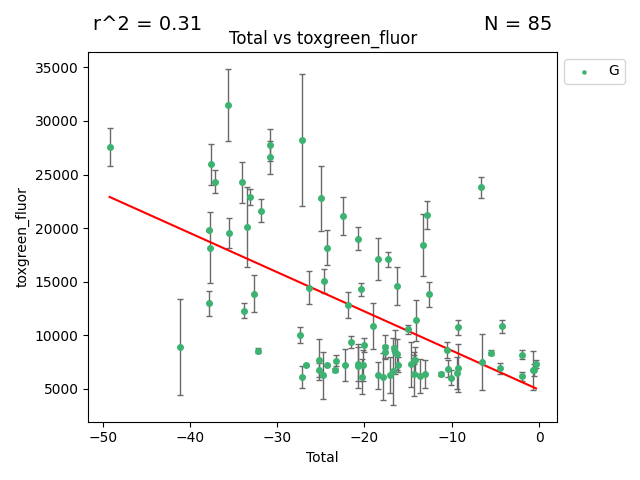 r^2 = 0.31
N = 85
Total vs toxgreen_fluor
G
35000
30000
25000
20000
15000
10000
5000
toxgreen_fluor
−50
−40
−30
−20
−10
0
Total